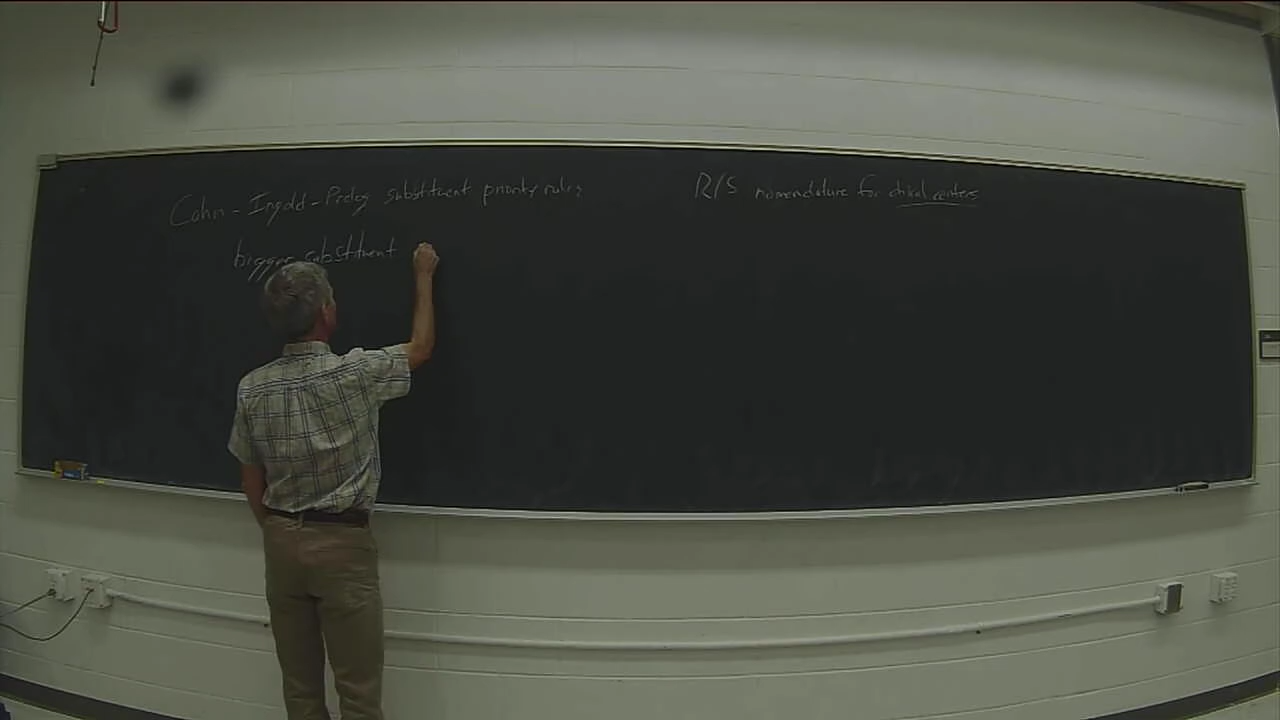 Cahn-Ingold-Prelog substituent priority rules
bigger substituent
R/S nomenclature for chiral centers